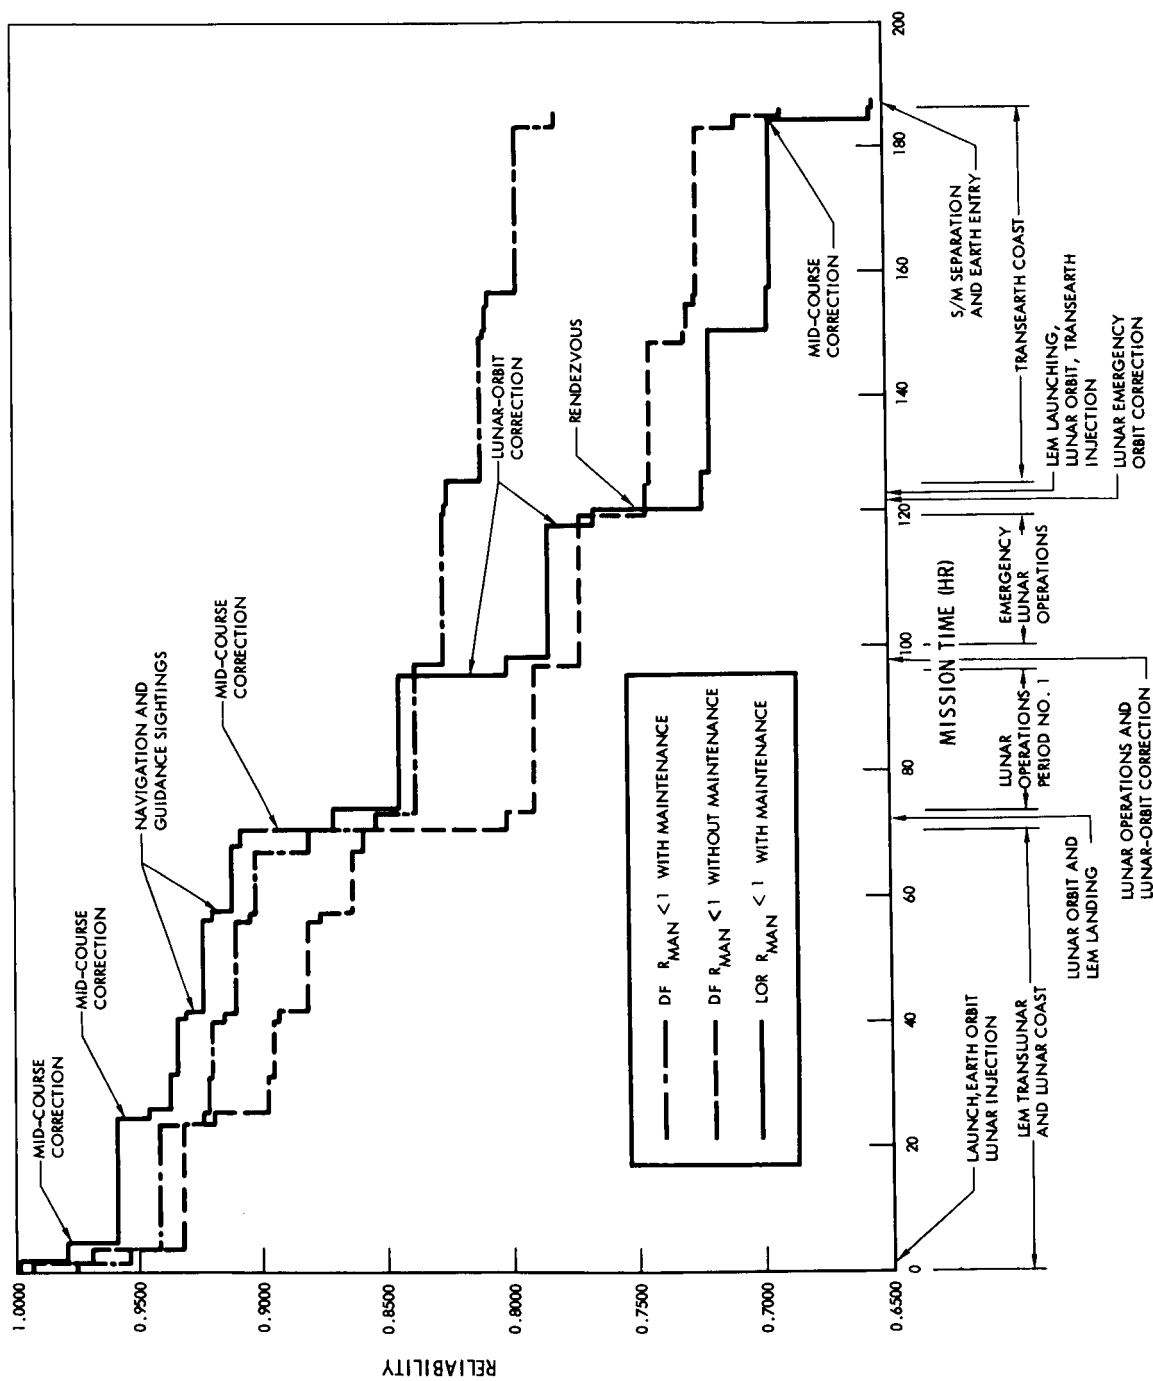 RELIABILITY
1.0000
0.9500
0.9000
0.8500
0.8000
0.7500
0.7000
0.6500
MID-COURSE
CORRECTION
MID-COURSE
CORRECTION
NAVIGATION AND
GUIDANCE SIGHTINGS
MID-COURSE
CORRECTION
LUNAR-ORBIT
CORRECTION
RENDEZVOUS
MID-COURSE
CORRECTION
DF RMAN <1 WITH MAINTENANCE
DF RMAN <1 WITHOUT MAINTENANCE
LOR RMAN <1 WITH MAINTENANCE
0
20
40
60
80
100
120
140
160
180
200
MISSION TIME (HR)
LAUNCH,EARTH ORBIT
LUNAR INJECTION
LEM TRANSLUNAR
AND LUNAR COAST
LUNAR ORBIT AND
LEM LANDING
LUNAR
OPERATIONS-
PERIOD NO. 1
LUNAR OPERATIONS AND
LUNAR-ORBIT CORRECTION
EMERGENCY
LUNAR
OPERATIONS
LUNAR EMERGENCY
ORBIT CORRECTION
LEM LAUNCHING,
LUNAR ORBIT, TRANSEARTH
INJECTION
TRANSEARTH COAST
S/M SEPARATION
AND EARTH ENTRY